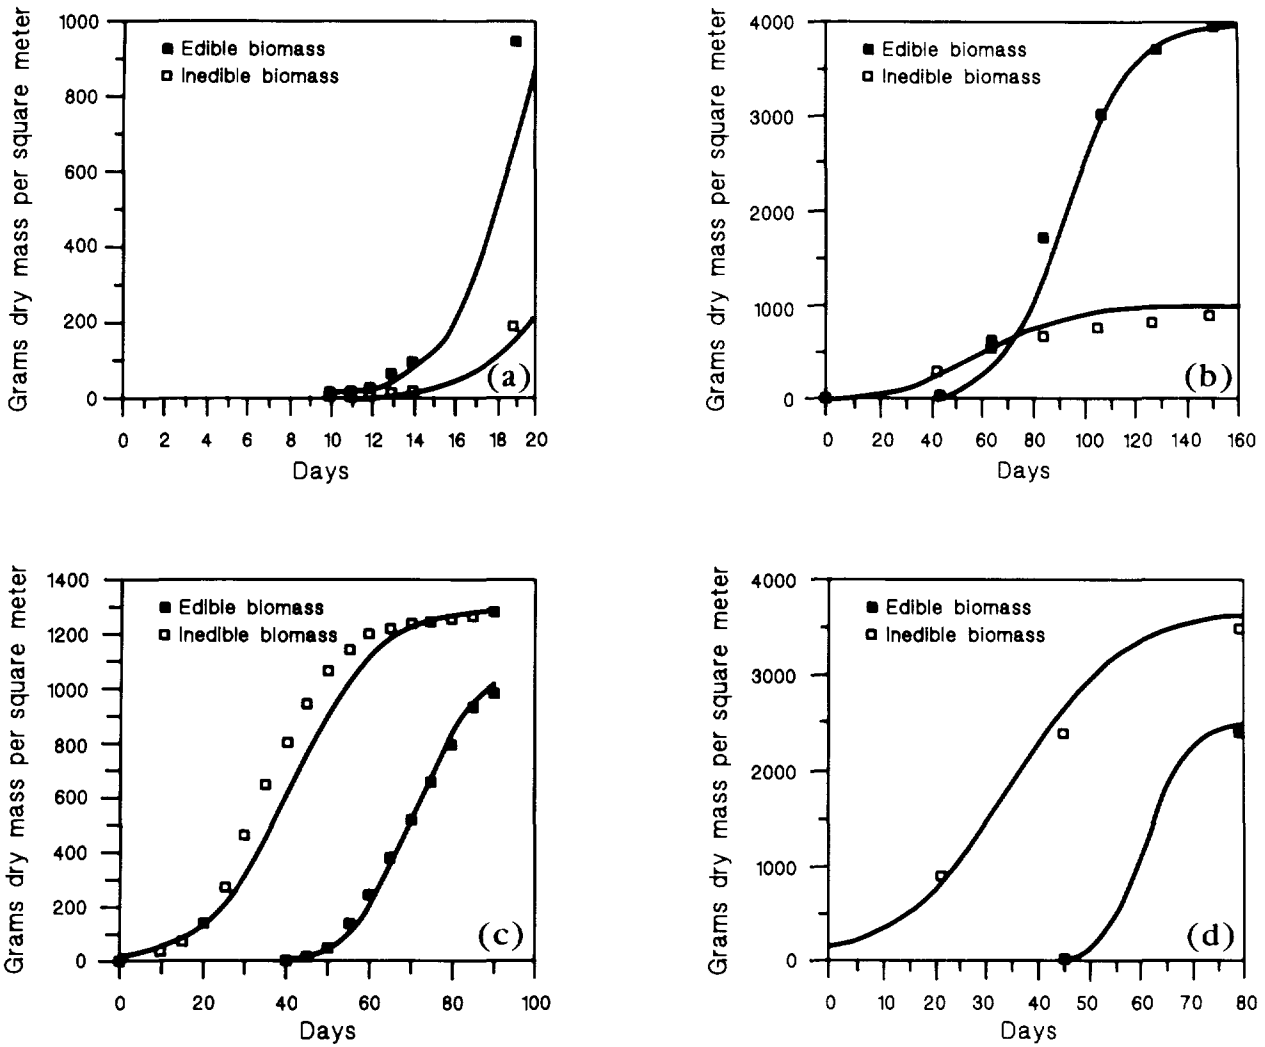 Grams dry mass per square meter
1000
800
600
400
200
0
Edible biomass
Inedible biomass
(a)
0 2 4 6 8 10 12 14 16 18 20
Days
Grams dry mass per square meter
4000
3000
2000
1000
0
Edible biomass
Inedible biomass
(b)
0 20 40 60 80 100 120 140 160
Days
Grams dry mass per square meter
1400
1200
1000
800
600
400
200
0
Edible biomass
Inedible biomass
(c)
0 20 40 60 80 100
Days
Grams dry mass per square meter
4000
3000
2000
1000
0
Edible biomass
Inedible biomass
(d)
0 10 20 30 40 50 60 70 80
Days